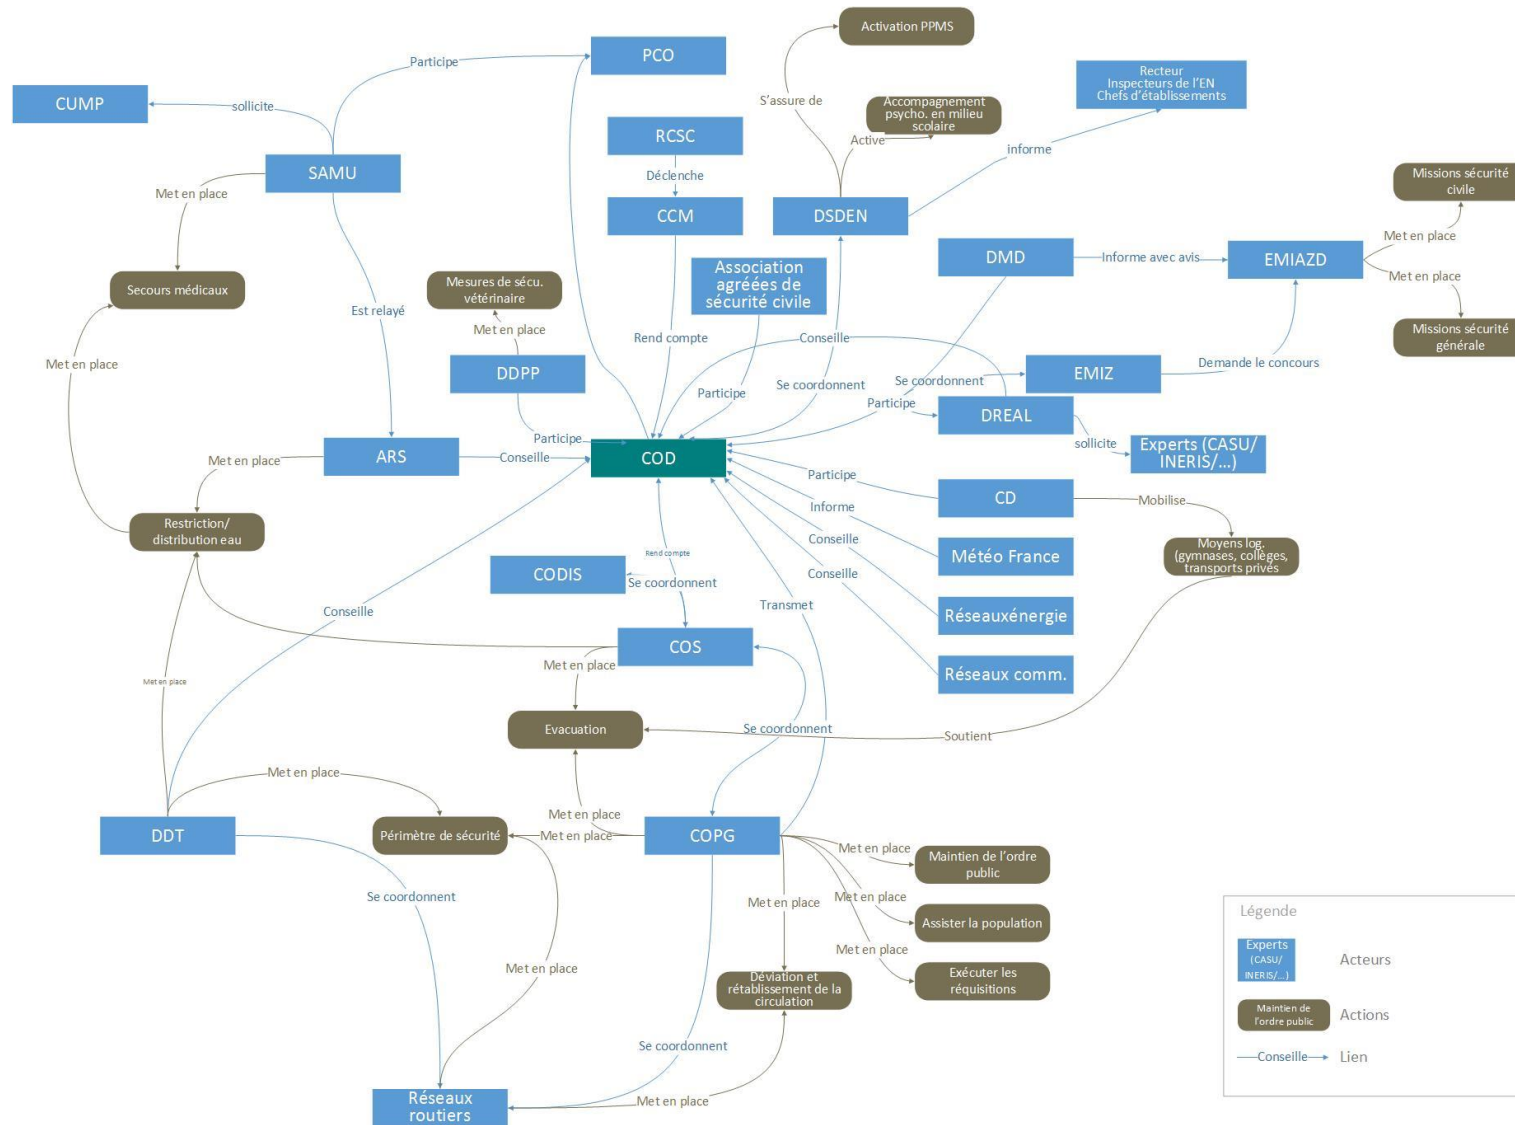 Activation PPMS
PCO
Participe
CUMP
sollicite
Recteur
Inspecteurs de l'EN
Chefs d'établissements
S'assure de
Accompagnement
psycho. en milieu
scolaire
Active
informe
RCSC
Déclenche
SAMU
Met en place
CCM
DSDEN
Missions sécurité
civile
Met en place
DMD
Informe avec avis
EMIAZD
Met en place
Association
agréées de
sécurité civile
Secours médicaux
Mesures de sécu.
vétérinaire
Met en place
Est relayé
Rend compte
Conseille
Missions sécurité
générale
Met en place
DDPP
Participe
Se coordonnent
Se coordonnent
EMIZ
Demande le concours
Participe
DREAL
sollicite
Experts (CASU/
INERIS/...)
Participe
ARS
Conseille
COD
Met en place
Participe
CD
Mobilise
Informe
Restriction/
distribution eau
Rend compte
Conseille
Météo France
Moyens log.
(gymnases, collèges,
transports privés
CODIS
Se coordonnent
Conseille
Conseille
Transmet
Réseauxénergie
COS
Met en place
Réseaux comm.
Met en place
Evacuation
Se coordonnent
Soutient
Met en place
Met en place
DDT
Périmètre de sécurité
Met en place
COPG
Met en place
Maintien de l'ordre
public
Se coordonnent
Met en place
Met en place
Assister la population
Met en place
Met en place
Déviation et
rétablissement de la
circulation
Exécuter les
réquisitions
Se coordonnent
Réseaux
routiers
Met en place
Légende
Experts
(CASU/
INERIS/...)
Acteurs
Maintien de
l'ordre public
Actions
Conseille
Lien